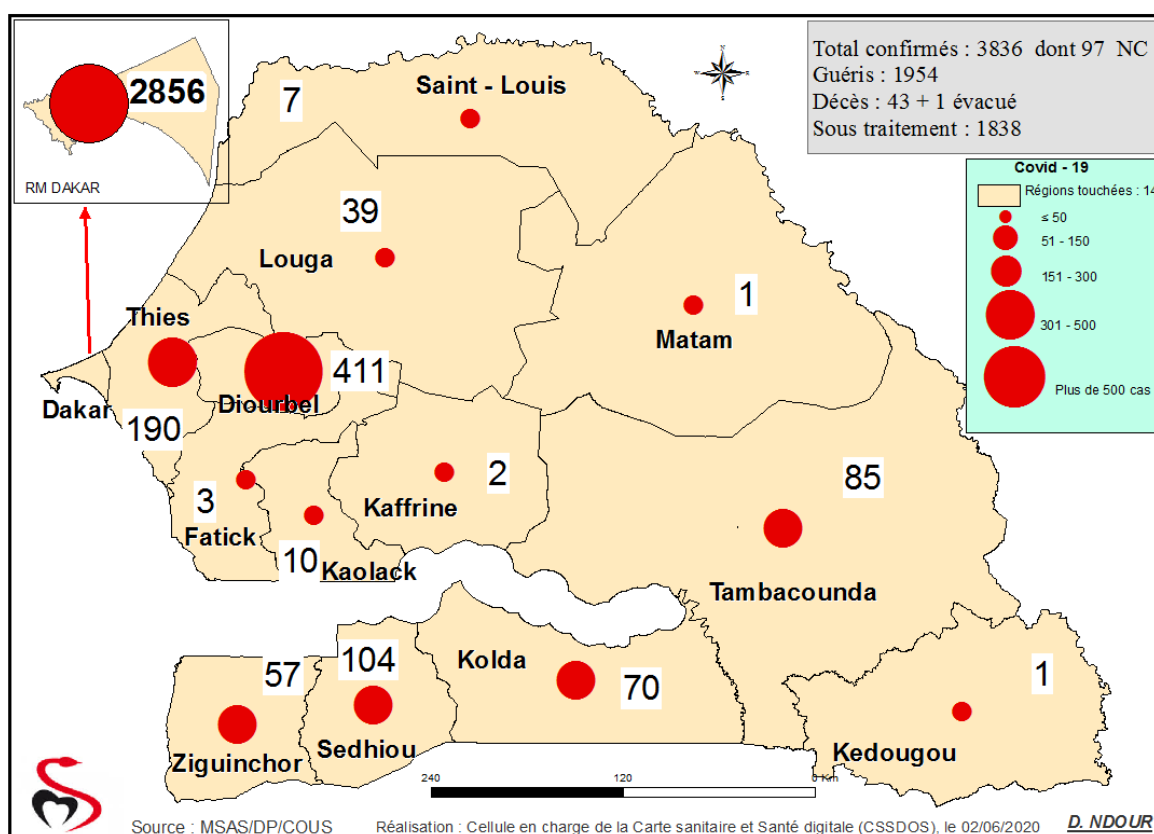 2856
RM DAKAR
7
Saint - Louis
N
W
E
S
Total confirmés : 3836 dont 97 NC
Guéris : 1954
Décès : 43 + 1 évacué
Sous traitement : 1838
Covid - 19
Régions touchées : 14
≤ 50
51 - 150
151 - 300
301 - 500
Plus de 500 cas
39
Louga
1
Matam
Thies
411
Diourbel
Dakar
190
85
3
Fatick
2
Kaffrine
10
Kaolack
Tambacounda
104
57
Kolda
70
1
Sedhiou
Ziguinchor
Kedougou
240
120
0 Km
Source : MSAS/DP/COUS
Réalisation : Cellule en charge de la Carte sanitaire et Santé digitale (CSSDOS), le 02/06/2020
D. NDOUR